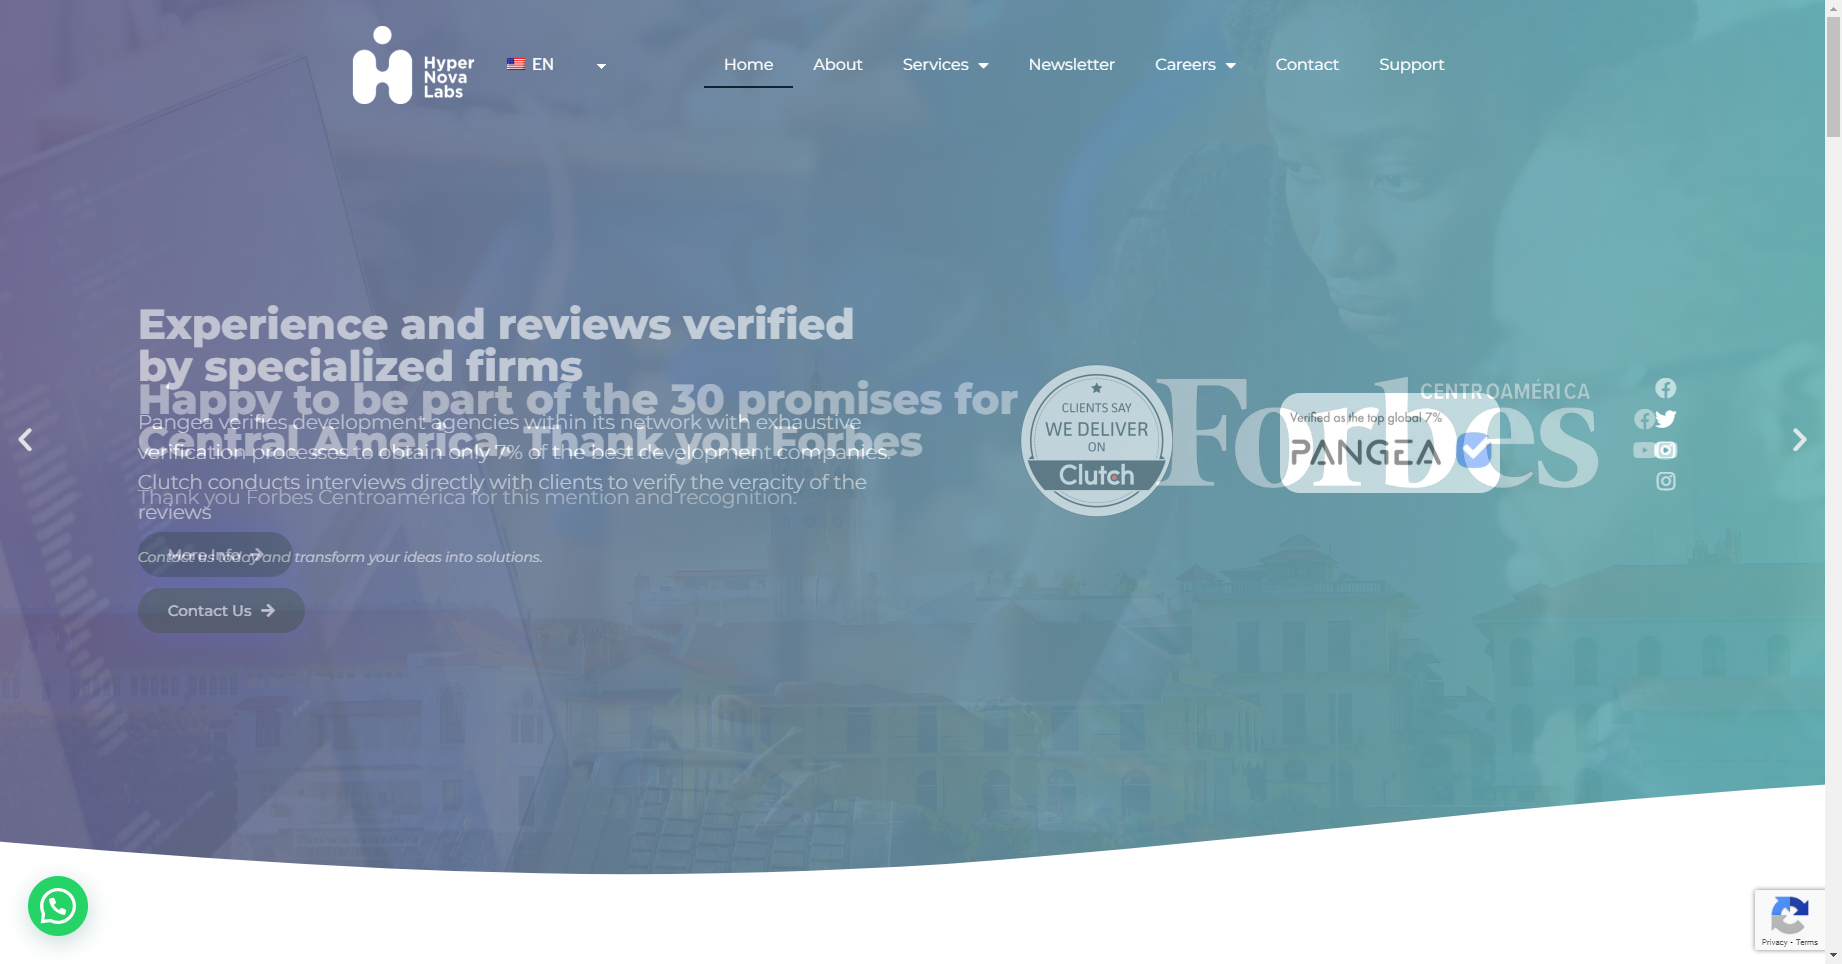 Hyper
Nova
Labs
EN
Home
About
Services
Newsletter
Careers
Contact
Support
Experience and reviews verified
by specialized firms
Happy to be part of the 30 promises for
Central America. Thank you Forbes
Pangea verifies development agencies within its network with exhaustive
verification processes to obtain only 7% of the best development companies.
Clutch conducts interviews directly with clients to verify the veracity of the
reviews
Thank you Forbes Centroamérica for this mention and recognition.
More Info
Contact us today and transform your ideas into solutions.
Contact Us
CLIENTS SAY
WE DELIVER
ON
Clutch
Forbes
CENTROAMÉRICA
Verified as the top global 7%
PANGEA
Privacy - Terms